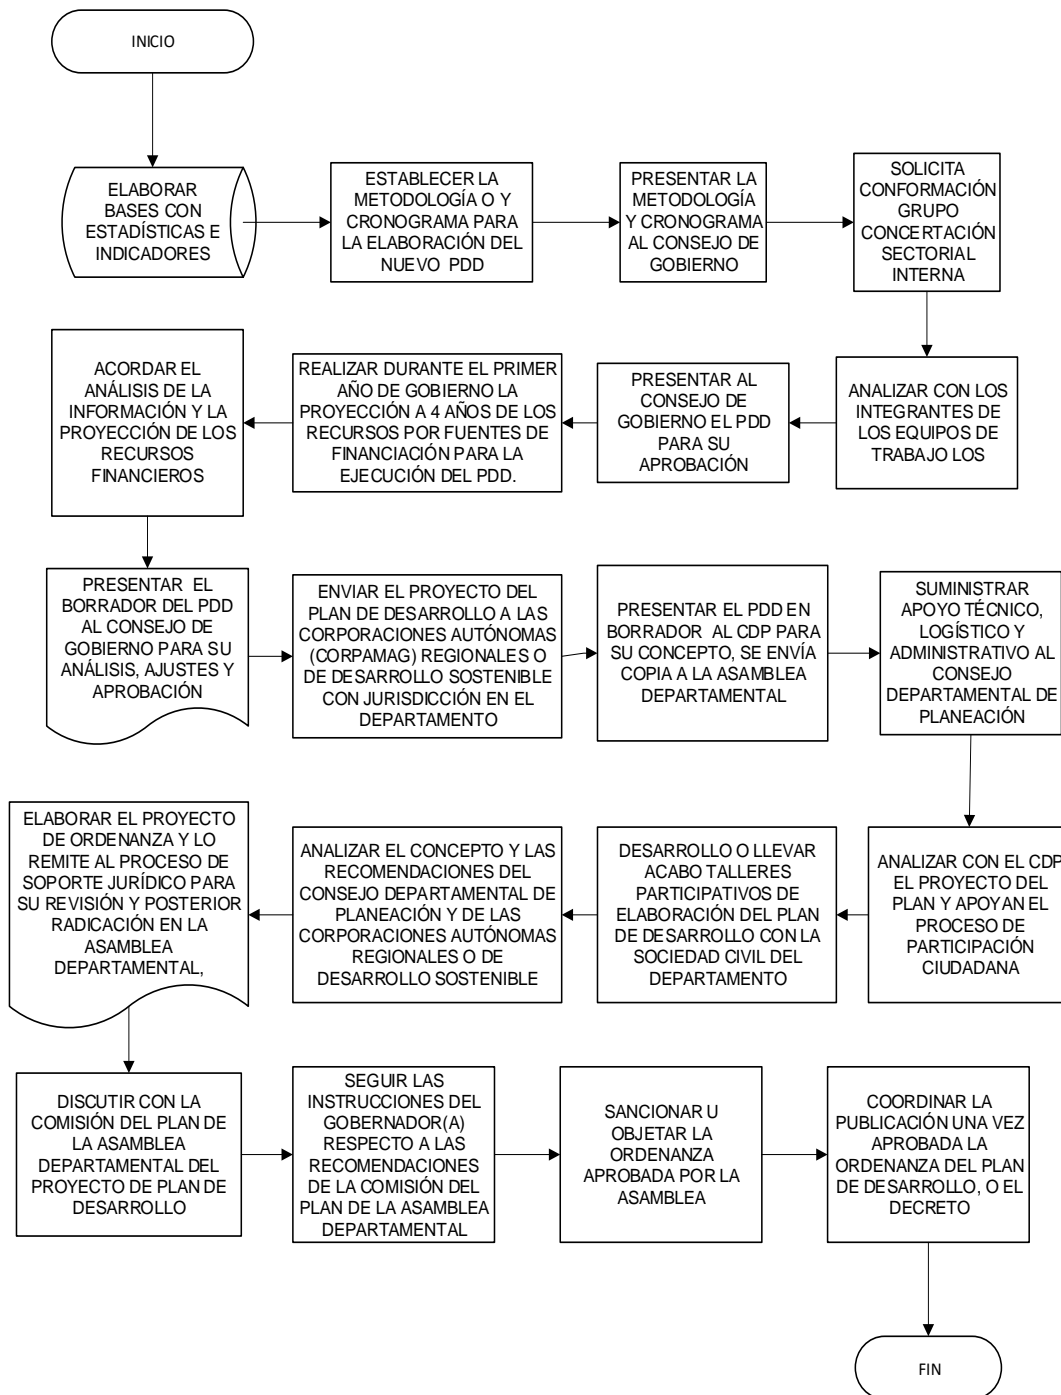 INICIO
ELABORAR
BASES CON
ESTADÍSTICAS E
INDICADORES
ESTABLECER LA
METODOLOGÍA O Y
CRONOGRAMA PARA
LA ELABORACIÓN DEL
NUEVO PDD
PRESENTAR LA
METODOLOGÍA
Y CRONOGRAMA
AL CONSEJO DE
GOBIERNO
SOLICITA
CONFORMACIÓN
GRUPO
CONCERTACIÓN
SECTORIAL
INTERNA
ANALIZAR CON LOS
INTEGRANTES DE
LOS EQUIPOS DE
TRABAJO LOS
PRESENTAR AL
CONSEJO DE
GOBIERNO EL PDD
PARA SU
APROBACIÓN
REALIZAR DURANTE EL PRIMER
AÑO DE GOBIERNO LA
PROYECCIÓN A 4 AÑOS DE LOS
RECURSOS POR FUENTES DE
FINANCIACIÓN PARA LA
EJECUCIÓN DEL PDD.
ACORDAR EL
ANÁLISIS DE LA
INFORMACIÓN Y LA
PROYECCIÓN DE LOS
RECURSOS
FINANCIEROS
PRESENTAR EL
BORRADOR DEL PDD
AL CONSEJO DE
GOBIERNO PARA SU
ANÁLISIS, AJUSTES Y
APROBACIÓN
ENVIAR EL PROYECTO DEL
PLAN DE DESARROLLO A LAS
CORPORACIONES AUTÓNOMAS
(CORPAMAG) REGIONALES O
DE DESARROLLO SOSTENIBLE
CON JURISDICCIÓN EN EL
DEPARTAMENTO
PRESENTAR EL PDD EN
BORRADOR AL CDP PARA
SU CONCEPTO, SE ENVÍA
COPIA A LA ASAMBLEA
DEPARTAMENTAL
SUMINISTRAR
APOYO TÉCNICO,
LOGÍSTICO Y
ADMINISTRATIVO AL
CONSEJO
DEPARTAMENTAL DE
PLANEACIÓN
ANALIZAR CON EL CDP
EL PROYECTO DEL
PLAN Y APOYAN EL
PROCESO DE
PARTICIPACIÓN
CIUDADANA
DESARROLLO O LLEVAR
ACABO TALLERES
PARTICIPATIVOS DE
ELABORACIÓN DEL PLAN
DE DESARROLLO CON LA
SOCIEDAD CIVIL DEL
DEPARTAMENTO
ANALIZAR EL CONCEPTO Y LAS
RECOMENDACIONES DEL
CONSEJO DEPARTAMENTAL DE
PLANEACIÓN Y DE LAS
CORPORACIONES AUTÓNOMAS
REGIONALES O DE
DESARROLLO SOSTENIBLE
ELABORAR EL PROYECTO
DE ORDENANZA Y LO
REMITE AL PROCESO DE
SOPORTE JURÍDICO PARA
SU REVISIÓN Y POSTERIOR
RADICACIÓN EN LA
ASAMBLEA
DEPARTAMENTAL,
DISCUTIR CON LA
COMISIÓN DEL PLAN DE
LA ASAMBLEA
DEPARTAMENTAL DEL
PROYECTO DE PLAN DE
DESARROLLO
SEGUIR LAS
INSTRUCCIONES DEL
GOBERNADOR(A)
RESPECTO A LAS
RECOMENDACIONES
DE LA COMISIÓN DEL
PLAN DE LA ASAMBLEA
DEPARTAMENTAL
SANCIONAR U
OBJETAR LA
ORDENANZA
APROBADA POR LA
ASAMBLEA
COORDINAR LA
PUBLICACIÓN UNA VEZ
APROBADA LA
ORDENANZA DEL PLAN
DE DESARROLLO, O EL
DECRETO
FIN